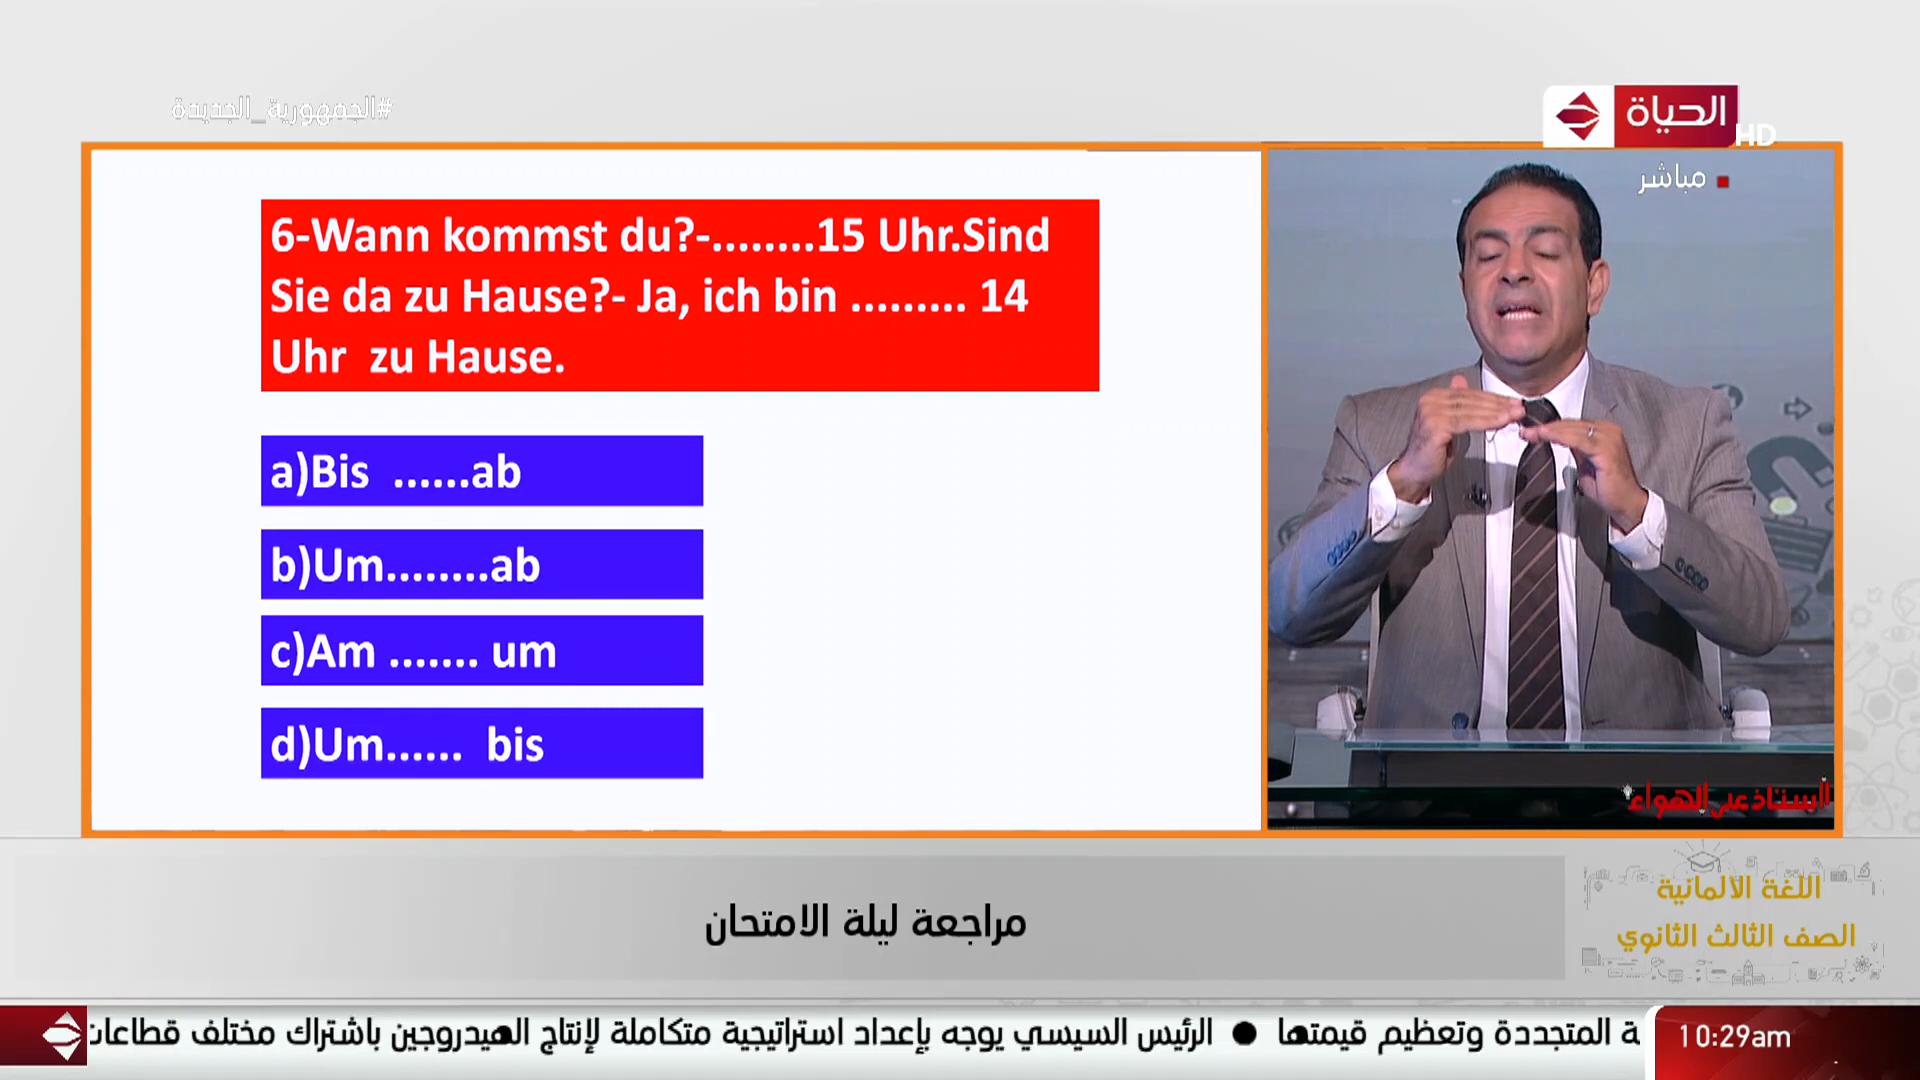 #الجمهورية_الجديدة
الحياة
HD
مباشر
6-Wann kommst du?-........15 Uhr.Sind
Sie da zu Hause?- Ja, ich bin ......... 14
Uhr  zu Hause.
a)Bis  ......ab
b)Um........ab
c)Am ....... um
d)Um......  bis
الأستاذ على الهواء
مراجعة ليلة الامتحان
اللغة الالمانية
الصف الثالث الثانوي
ة المتجددة وتعظيم قيمتها ● الرئيس السيسي يوجه بإعداد استراتيجية متكاملة لإنتاج الهيدروجين باشتراك مختلف قطاعات
10:29am